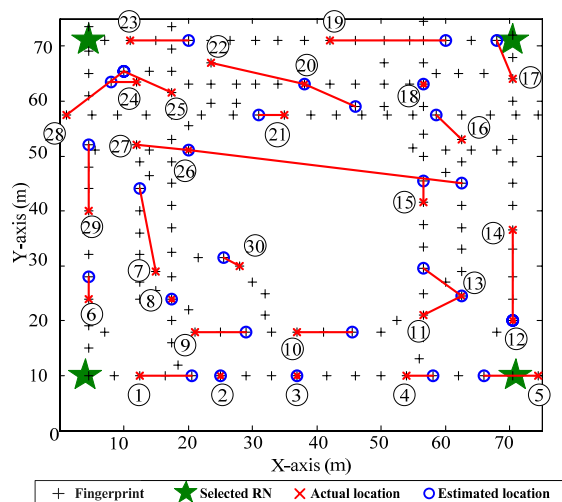 23 19
70 22 20 17
60 24 25 18
28 21 16
50 27 26
15
40 29 14
30 7 30 13
8
20 6 9 10 11 12
10
1 2 3 4 5
0
10 20 30 40 50 60 70
Y-axis (m)
X-axis (m)
Fingerprint Selected RN Actual location Estimated location